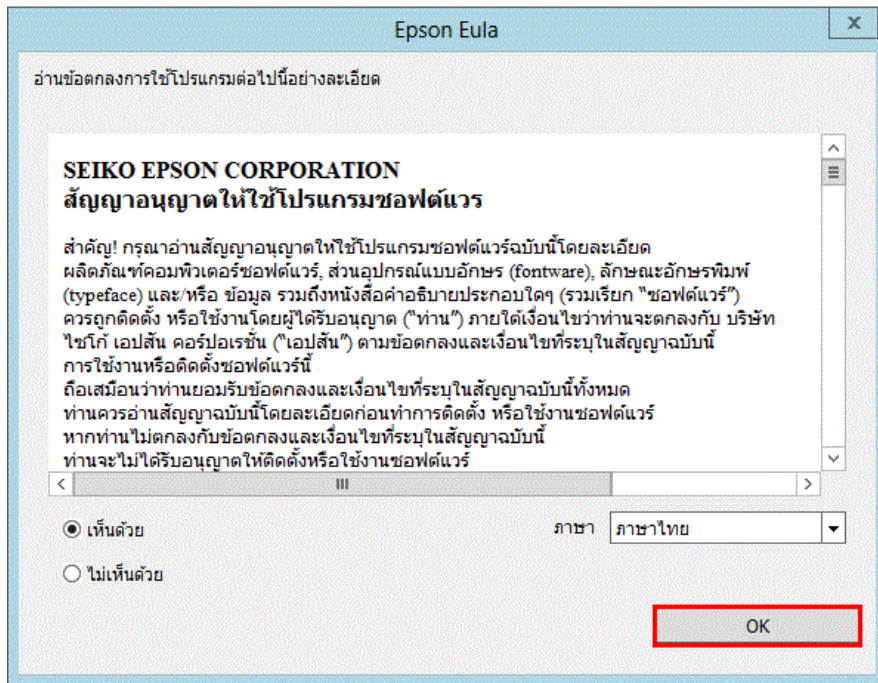 Epson Eula
อ่านข้อตกลงการใช้โปรแกรมต่อไปนี้อย่างละเอียด
SEIKO EPSON CORPORATION
สัญญาอนุญาตให้ใช้โปรแกรมซอฟต์แวร์
สำคัญ! กรุณาอ่านสัญญาอนุญาตให้ใช้โปรแกรมซอฟต์แวร์ฉบับนี้โดยละเอียด
ผลิตภัณฑ์คอมพิวเตอร์ซอฟต์แวร์, ส่วนอุปกรณ์แบบอักษร (fontware), ลักษณะอักษรพิมพ์
(typeface) และ/หรือ ข้อมูล รวมถึงหนังสือคำอธิบายประกอบใดๆ (รวมเรียก "ซอฟต์แวร์")
ควรถูกติดตั้ง หรือใช้งานโดยผู้ได้รับอนุญาต ("ท่าน") ภายใต้เงื่อนไขว่าท่านจะตกลงกับ บริษัท
ไซโก้ เอปสัน คอร์ปอเรชั่น ("เอปสัน") ตามข้อตกลงและเงื่อนไขที่ระบุในสัญญาฉบับนี้
การใช้งานหรือติดตั้งซอฟต์แวร์นี้
ถือเสมือนว่าท่านยอมรับข้อตกลงและเงื่อนไขที่ระบุในสัญญาฉบับนี้ทั้งหมด
ท่านควรอ่านสัญญาฉบับนี้โดยละเอียดก่อนทำการติดตั้ง หรือใช้งานซอฟต์แวร์
หากท่านไม่ตกลงกับข้อตกลงและเงื่อนไขที่ระบุในสัญญาฉบับนี้
ท่านจะไม่ได้รับอนุญาตให้ติดตั้งหรือใช้งานซอฟต์แวร์
เห็นด้วย
ภาษา ภาษาไทย
ไม่เห็นด้วย
OK